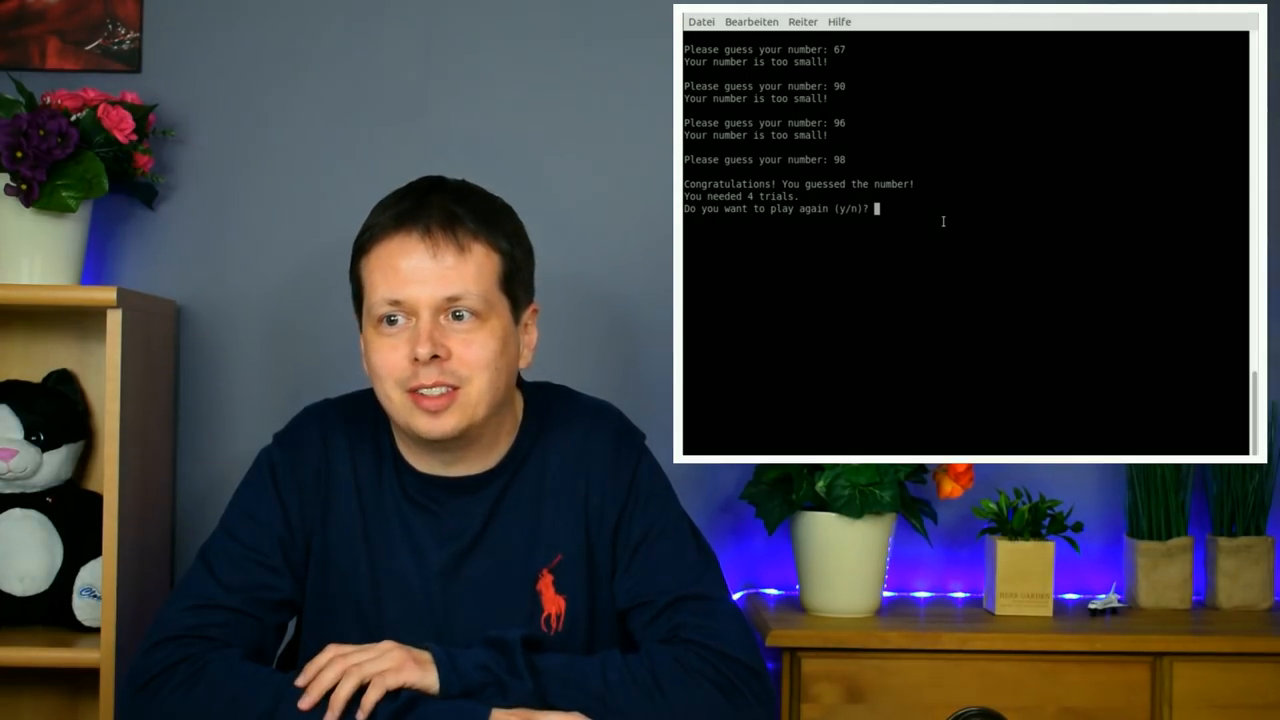 Datei Bearbeiten Reiter Hilfe
Please guess your number: 67
Your number is too small!
Please guess your number: 90
Your number is too small!
Please guess your number: 96
Your number is too small!
Please guess your number: 98
Congratulations! You guessed the number!
You needed 4 trials.
Do you want to play again (y/n)?
HERB GARDEN